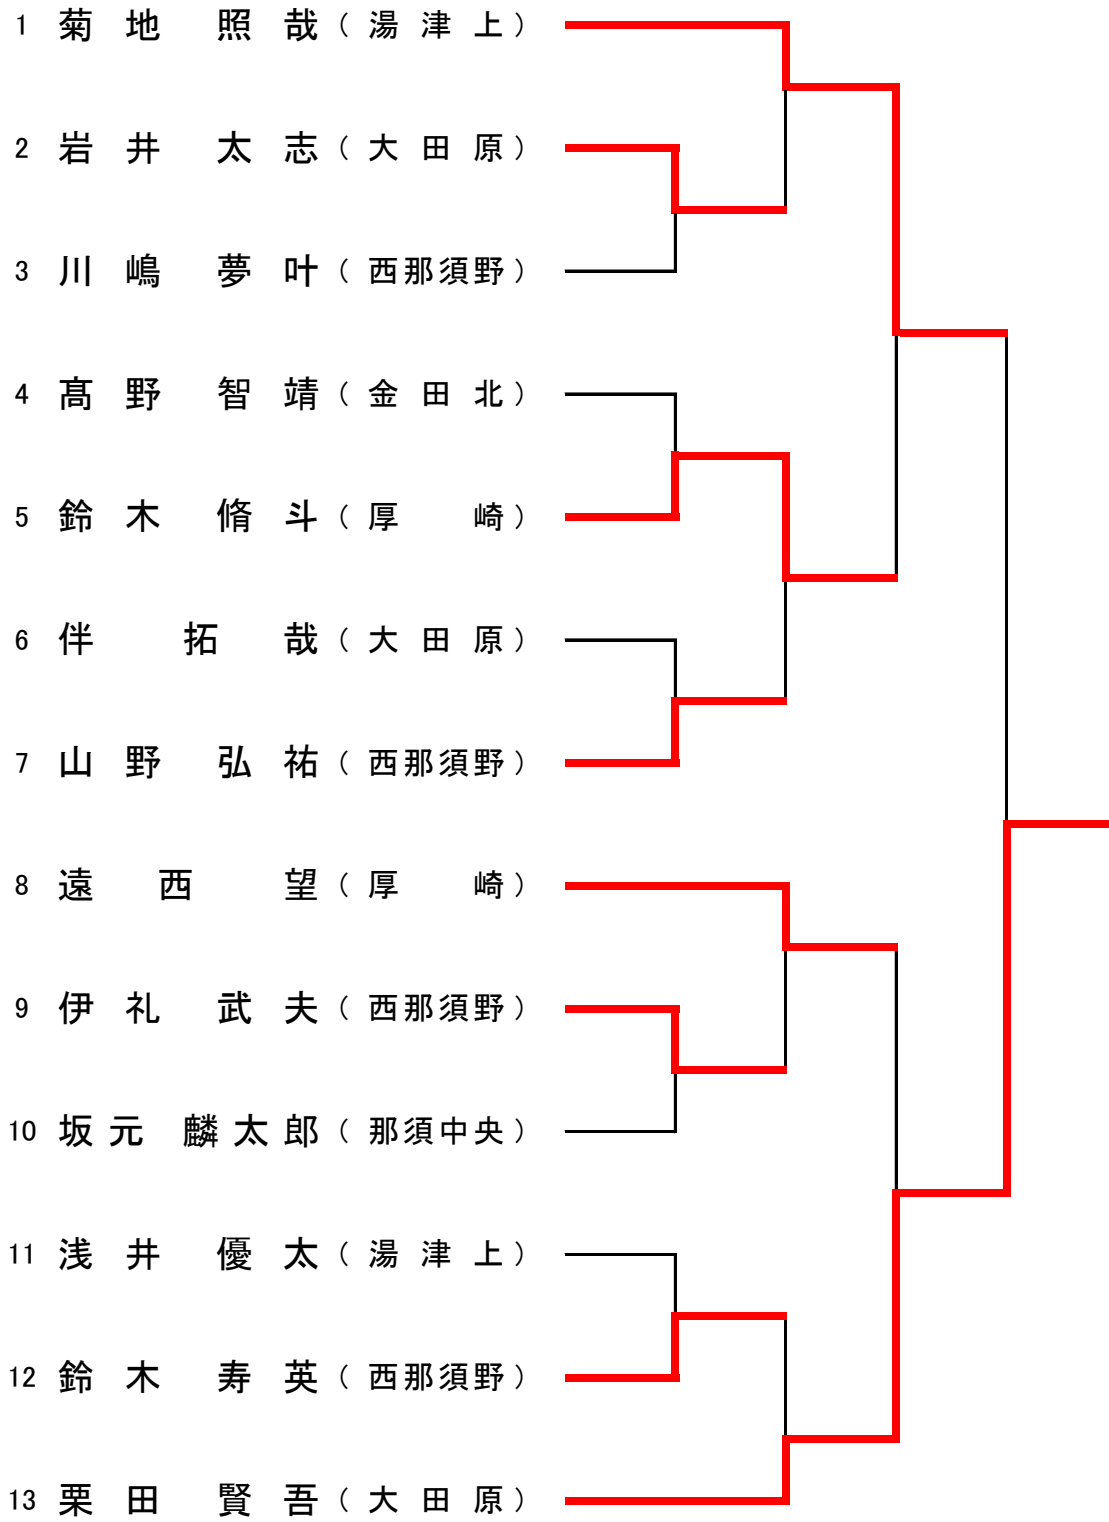 1 菊地 照哉 （湯津上）
2 岩井 太志 （大田原）
3 川嶋 夢叶 （西那須野）
4 髙野 智靖 （金田北）
5 鈴木 脩斗 （厚崎）
6 伴 拓哉 （大田原）
7 山野 弘祐 （西那須野）
8 遠西 望 （厚崎）
9 伊礼 武夫 （西那須野）
10 坂元 麟太郎 （那須中央）
11 浅井 優太 （湯津上）
12 鈴木 寿英 （西那須野）
13 栗田 賢吾 （大田原）